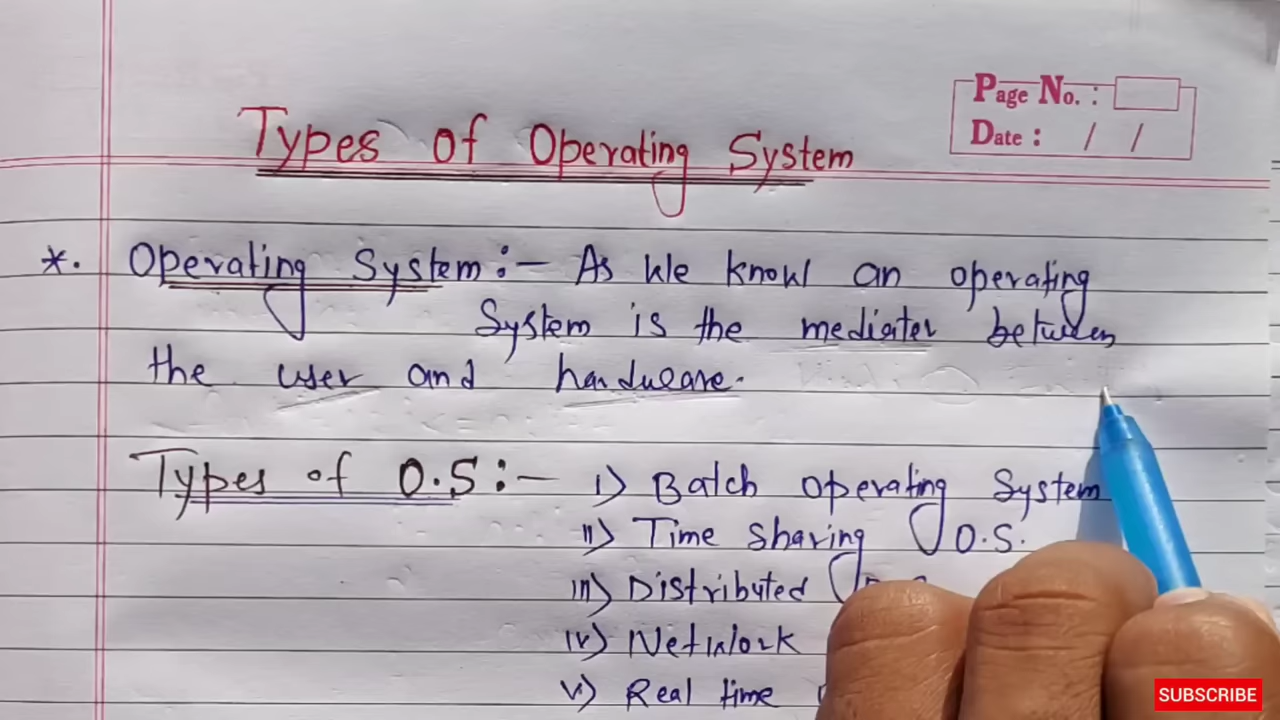 Page No. :
Date : / /
Types of Operating System
*. Operating System :- As we know an operating
System is the mediater between
the user and hardware.
Types of O.S :- i) Batch Operating System
ii) Time sharing O.S.
iii) Distributed
iv) Network
v) Real time
SUBSCRIBE